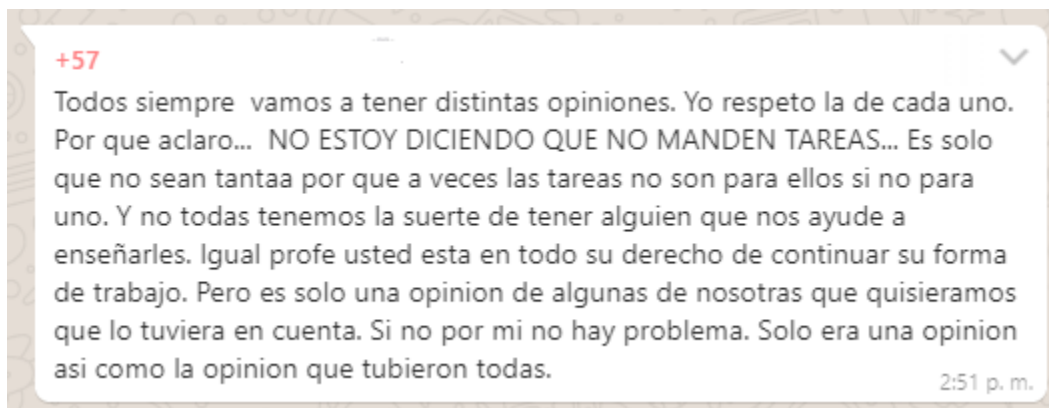 +57
Todos siempre vamos a tener distintas opiniones. Yo respeto la de cada uno.
Por que aclaro... NO ESTOY DICIENDO QUE NO MANDEN TAREAS... Es solo
que no sean tantaa por que a veces las tareas no son para ellos si no para
uno. Y no todas tenemos la suerte de tener alguien que nos ayude a
enseñarles. Igual profe usted esta en todo su derecho de continuar su forma
de trabajo. Pero es solo una opinion de algunas de nosotras que quisieramos
que lo tuviera en cuenta. Si no por mi no hay problema. Solo era una opinion
asi como la opinion que tubieron todas.
2:51 p. m.